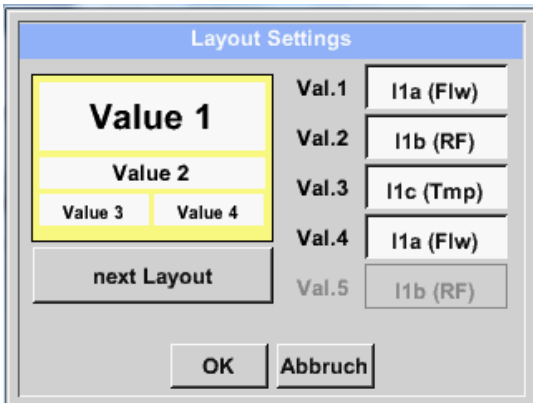 Layout Settings
Value 1
Value 2
Value 3 Value 4
next Layout
Val.1 I1a (Flw)
Val.2 I1b (RF)
Val.3 I1c (Tmp)
Val.4 I1a (Flw)
Val.5 I1b (RF)
OK Abbruch